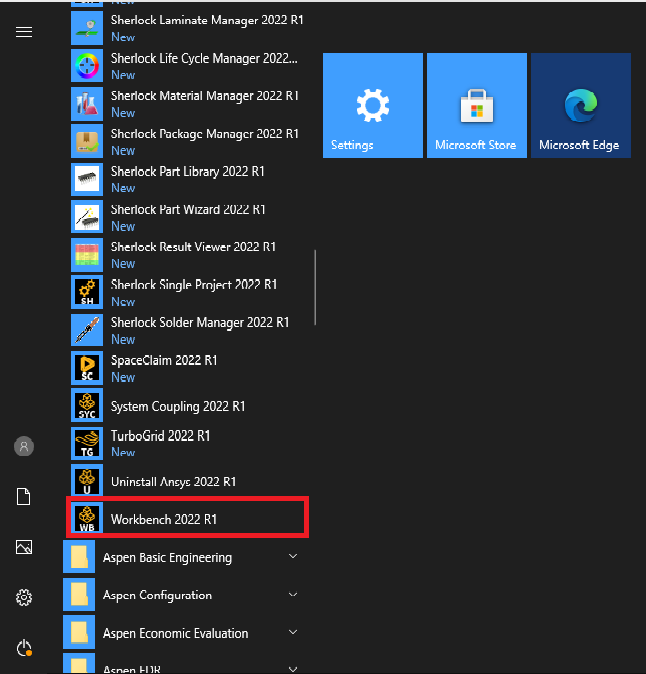 Sherlock Laminate Manager 2022 R1
New
Sherlock Life Cycle Manager 2022...
New
Sherlock Material Manager 2022 R1
New
Sherlock Package Manager 2022 R1
New
Sherlock Part Library 2022 R1
New
Sherlock Part Wizard 2022 R1
New
Sherlock Result Viewer 2022 R1
New
SH
Sherlock Single Project 2022 R1
New
Sherlock Solder Manager 2022 R1
New
SC
SpaceClaim 2022 R1
New
SYC
System Coupling 2022 R1
TG
TurboGrid 2022 R1
New
U
Uninstall Ansys 2022 R1
WB
Workbench 2022 R1
Aspen Basic Engineering
Aspen Configuration
Aspen Economic Evaluation
Aspen EDR
Settings
Microsoft Store
Microsoft Edge